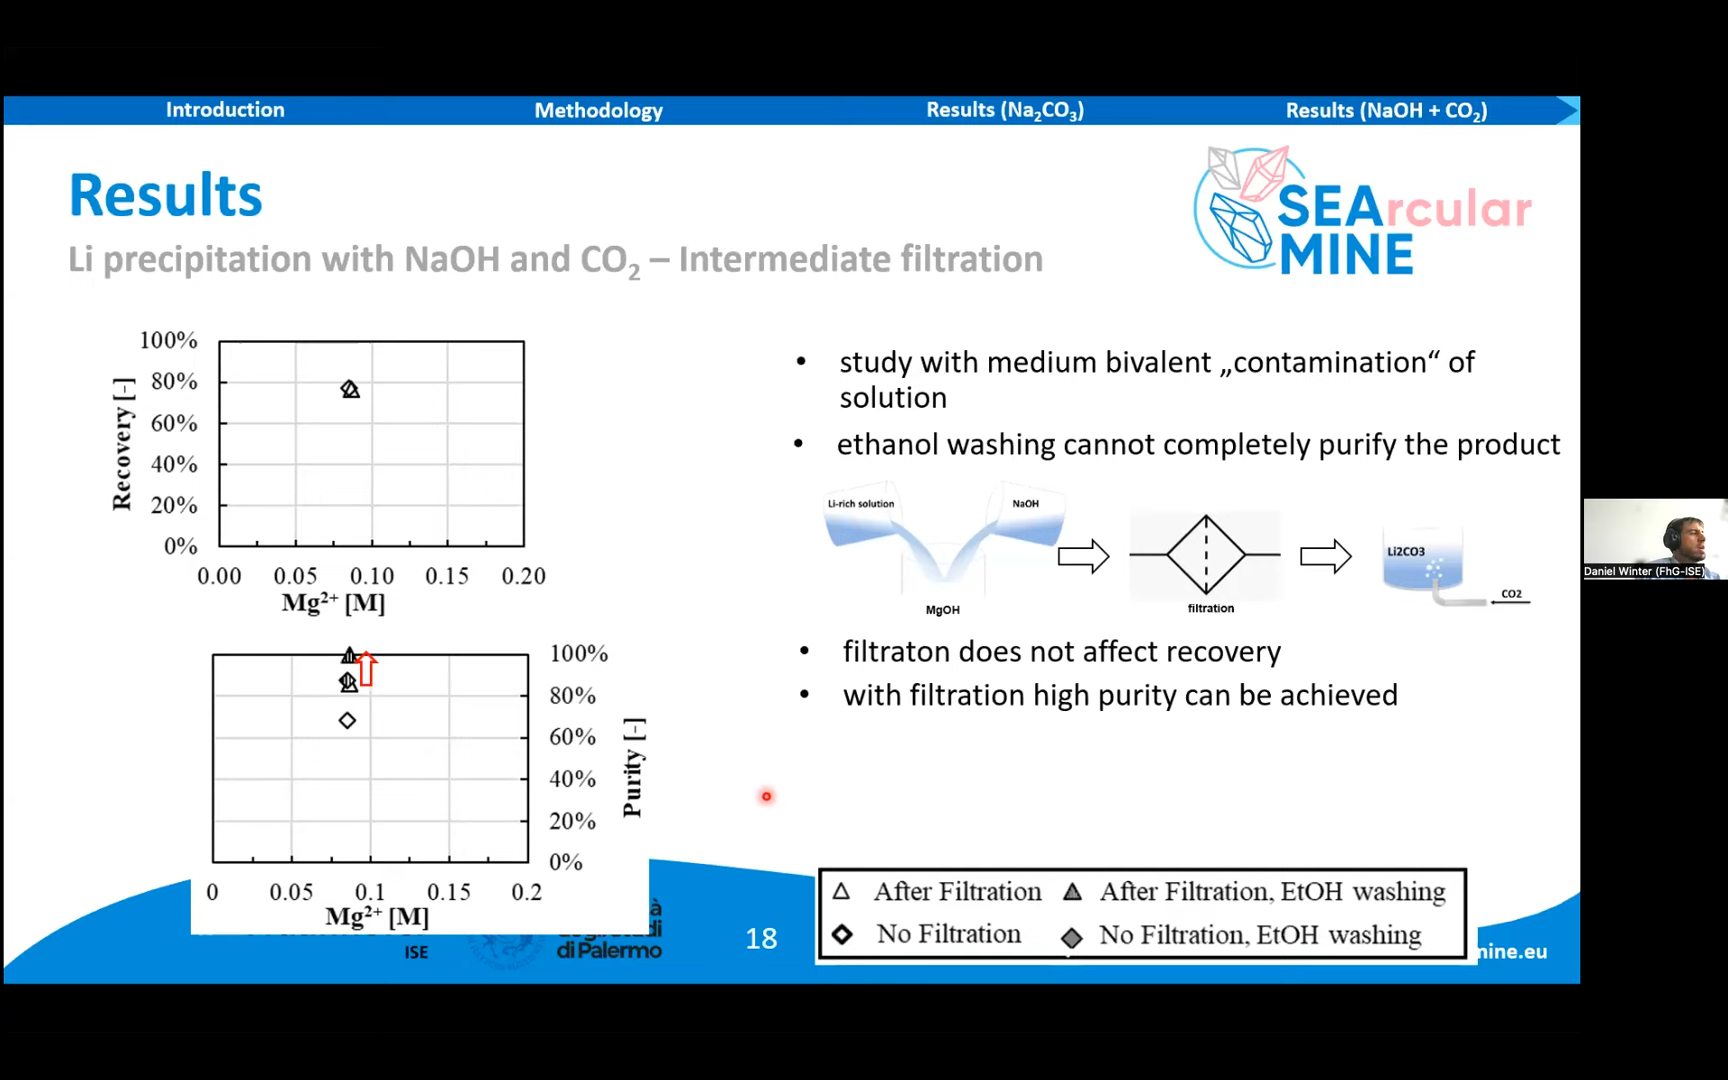 Introduction
Methodology
Results (Na₂CO₃)
Results (NaOH + CO₂)
Results
Li precipitation with NaOH and CO₂ – Intermediate filtration
SEArcular
MINE
100%
80%
60%
40%
20%
0%
Recovery [-]
0.00 0.05 0.10 0.15 0.20
Mg²⁺ [M]
100%
80%
60%
40%
20%
0%
Purity [-]
0 0.05 0.1 0.15 0.2
Mg²⁺ [M]
• study with medium bivalent „contamination“ of
solution
• ethanol washing cannot completely purify the product
Li-rich solution
NaOH
MgOH
filtration
Li2CO3
CO2
• filtraton does not affect recovery
• with filtration high purity can be achieved
Daniel Winter (FhG-ISE)
After Filtration
After Filtration, EtOH washing
No Filtration
No Filtration, EtOH washing
ISE
di Palermo
18
mine.eu